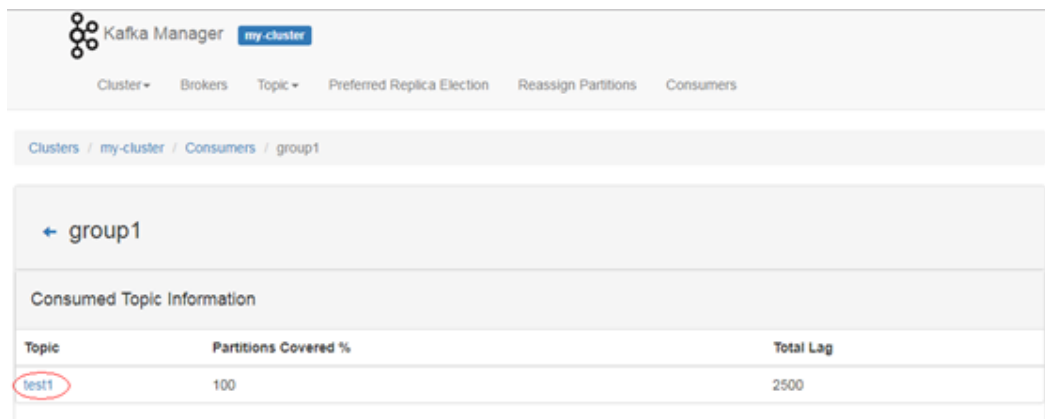 Kafka Manager my-cluster
Cluster Brokers Topic Preferred Replica Election Reassign Partitions Consumers
Clusters / my-cluster / Consumers / group1
← group1
Consumed Topic Information
Topic Partitions Covered % Total Lag
test1 100 2500